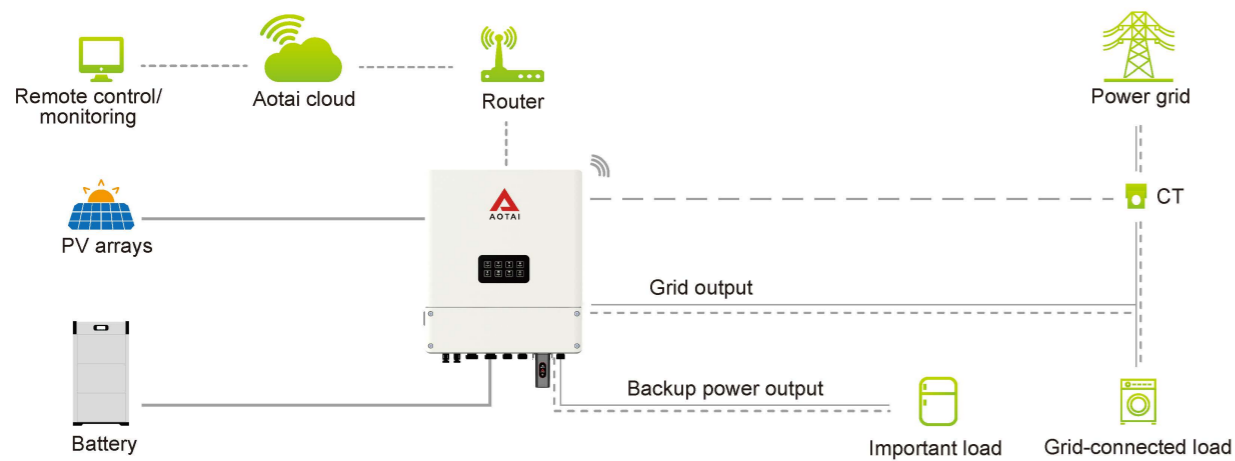 Remote control/
monitoring
Aotai cloud
Router
Power grid
PV arrays
AOTAI
CT
Grid output
Battery
Backup power output
Important load
Grid-connected load